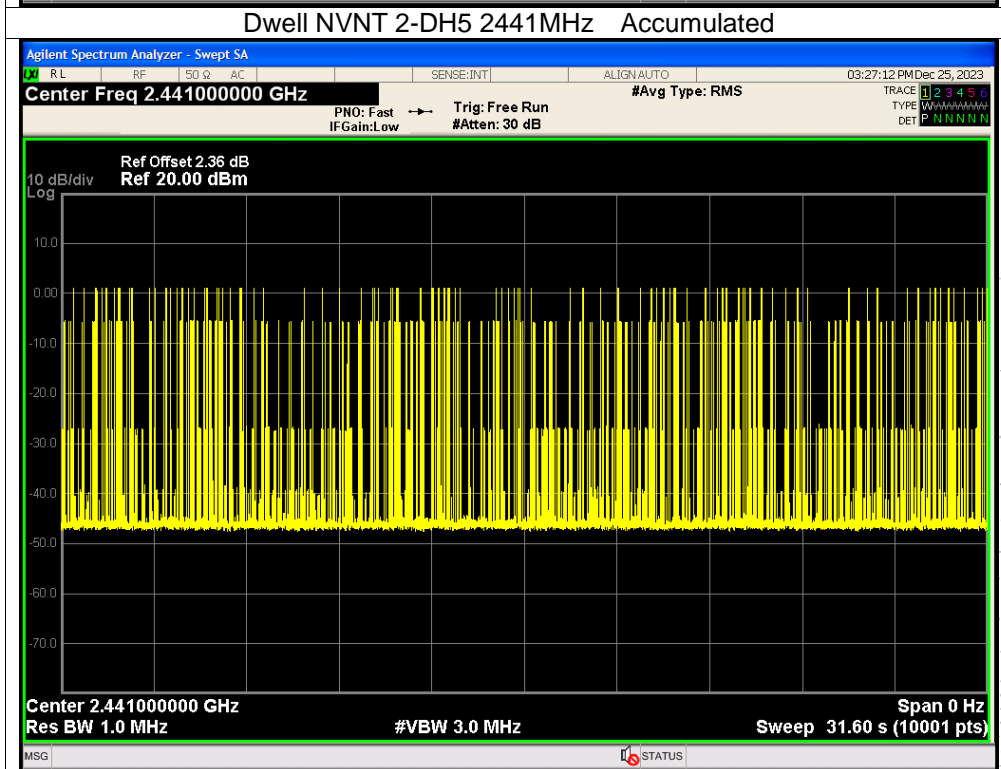 Dwell NVNT 2-DH5 2441MHz Accumulated
Agilent Spectrum Analyzer - Swept SA
LXI RL RF 50 Ω AC SENSE:INT ALIGN AUTO 03:27:12 PM Dec 25, 2023
Center Freq 2.441000000 GHz #Avg Type: RMS TRACE 1 2 3 4 5 6
PNO: Fast Trig: Free Run TYPE WWWWWW
IFGain:Low #Atten: 30 dB DET P N N N N N
Ref Offset 2.36 dB
10 dB/div Ref 20.00 dBm
Log
10.0
0.00
-10.0
-20.0
-30.0
-40.0
-50.0
-60.0
-70.0
Center 2.441000000 GHz Span 0 Hz
Res BW 1.0 MHz #VBW 3.0 MHz Sweep 31.60 s (10001 pts)
MSG STATUS